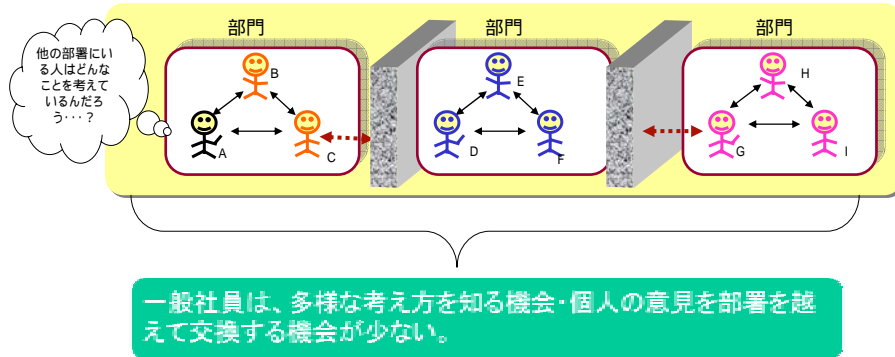 部門
部門
部門
他の部署にい
る人はどんな
ことを考えて
いるんだろ
う・・・？
B
A
C
E
D
F
H
G
I
一般社員は、多様な考え方を知る機会・個人の意見を部署を越
えて交換する機会が少ない。